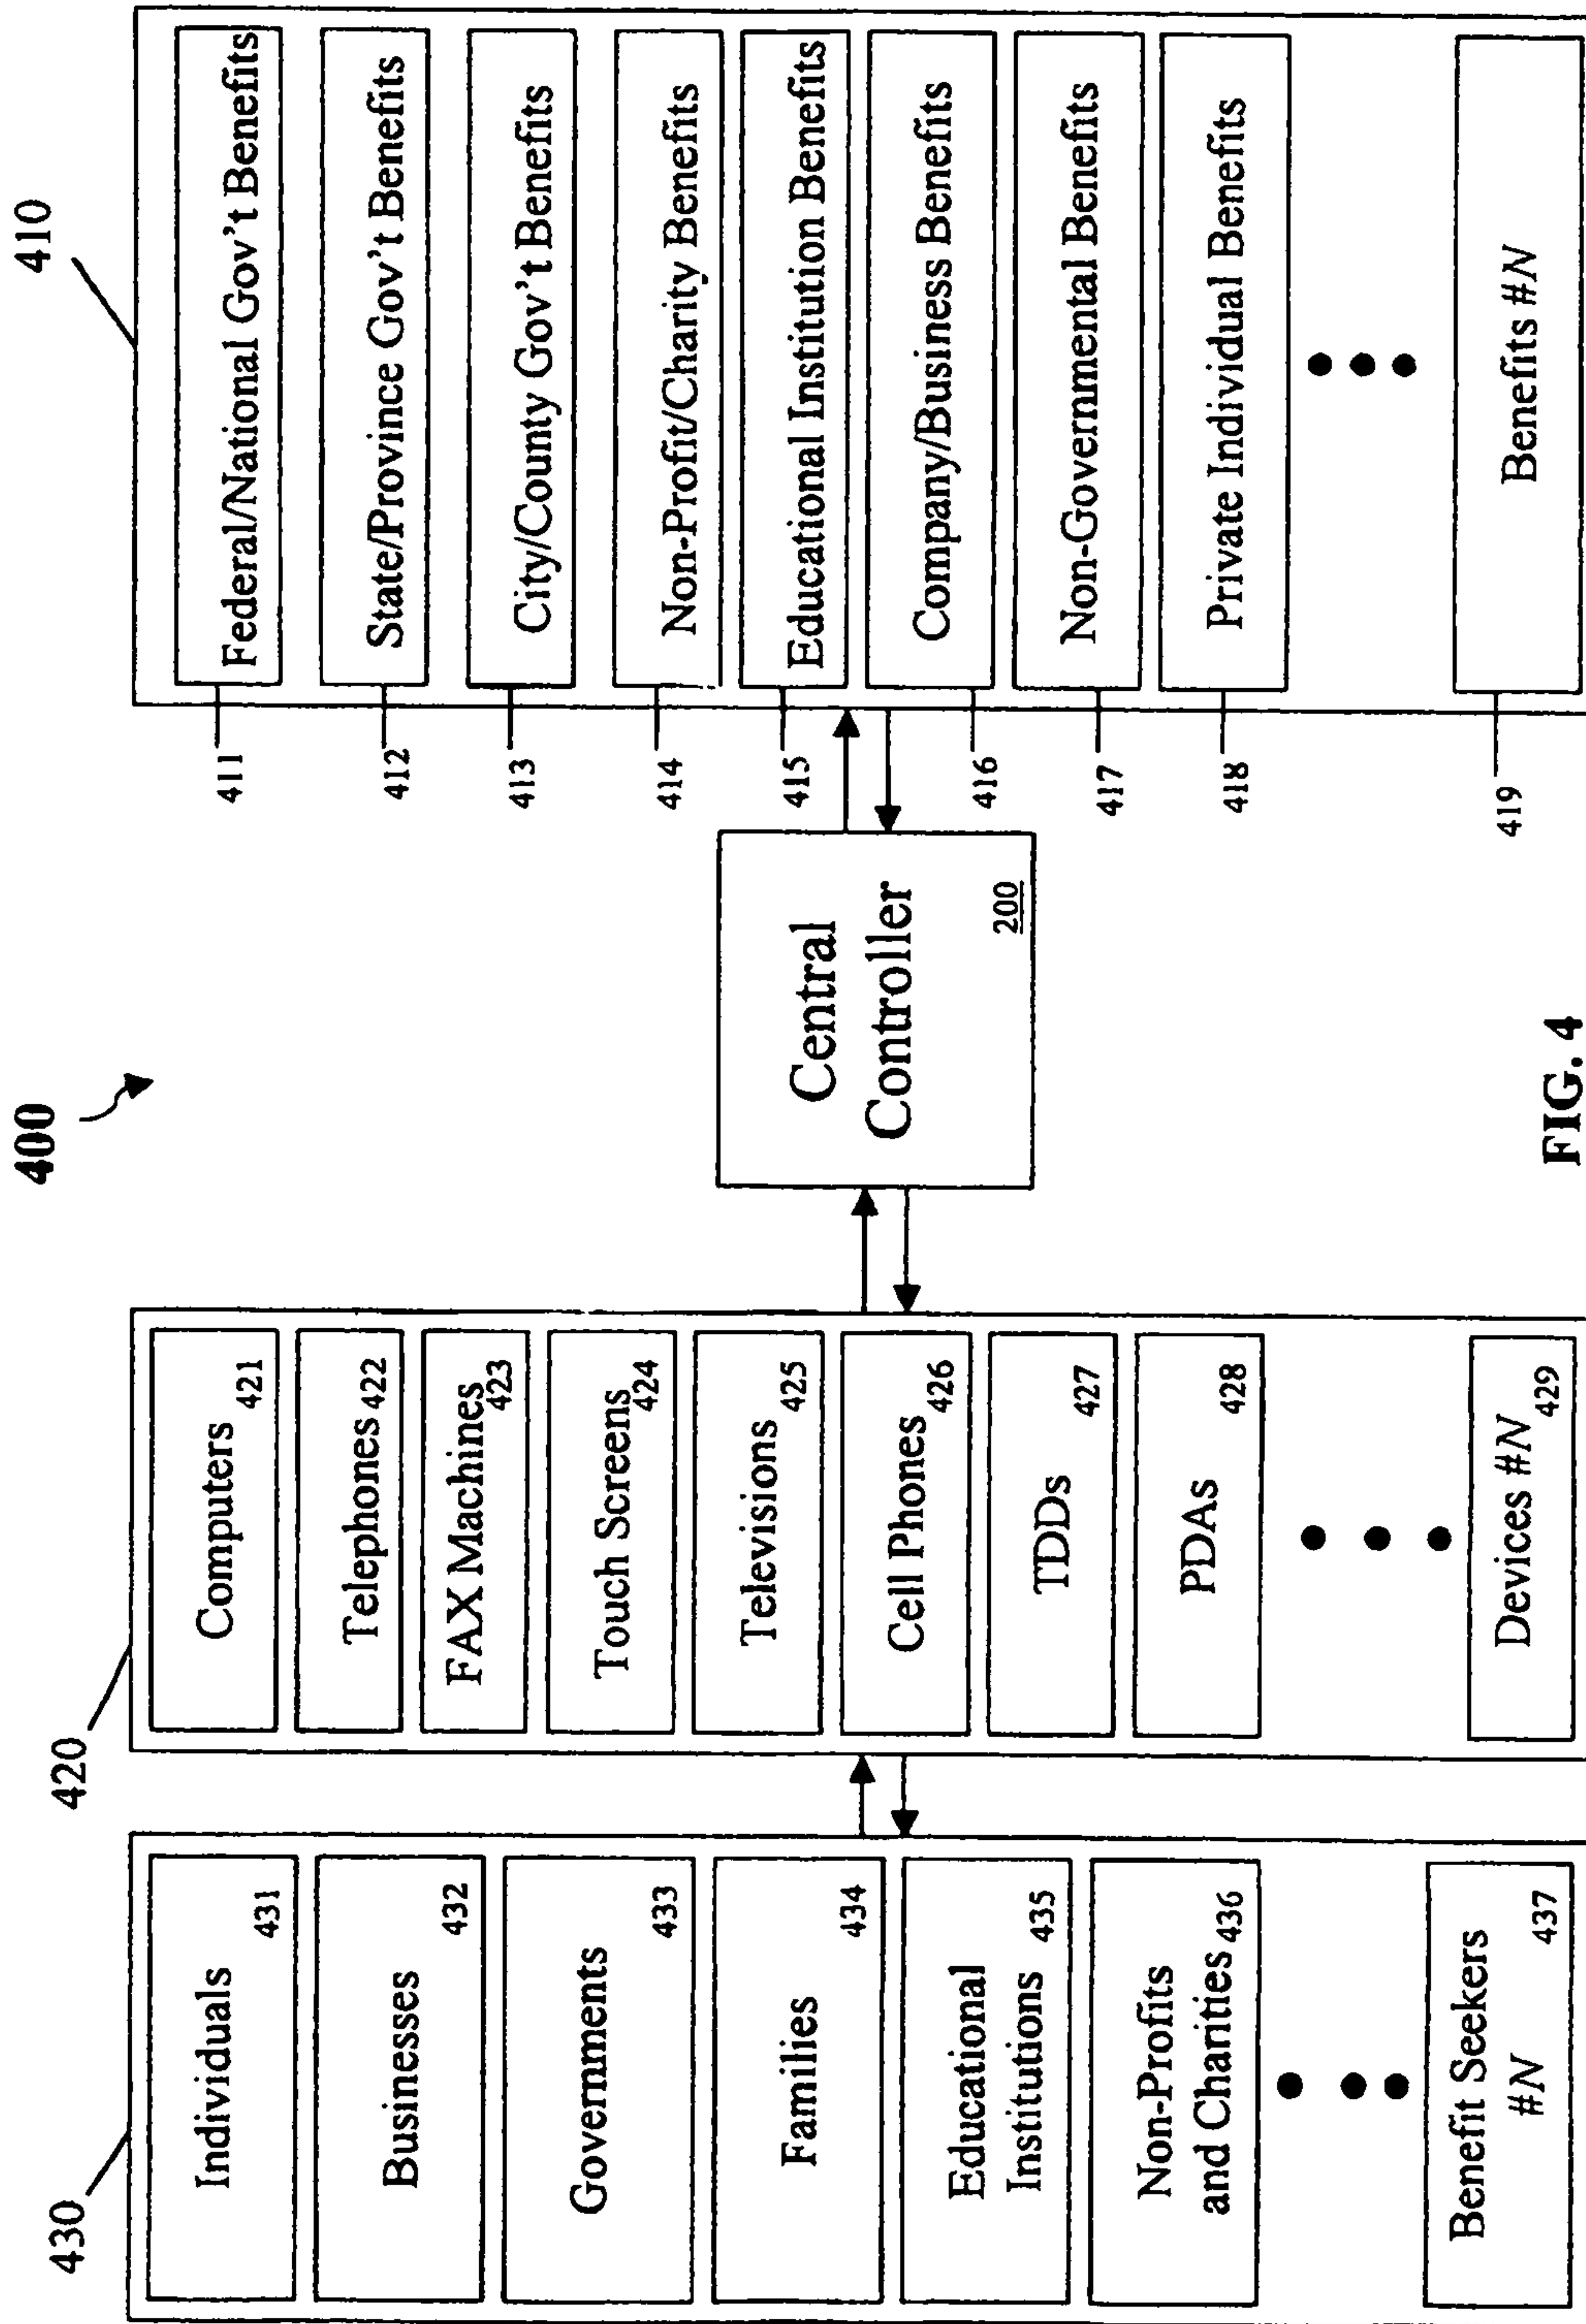 400
430
Individuals
431
Businesses
432
Governments
433
Families
434
Educational
Institutions
435
Non-Profits
and Charities
436
Benefit Seekers
#N
437
420
Computers
421
Telephones
422
FAX Machines
423
Touch Screens
424
Televisions
425
Cell Phones
426
TDDs
427
PDAs
428
Devices #N
429
Central
Controller
200
410
411
Federal/National Gov't Benefits
412
State/Province Gov't Benefits
413
City/County Gov't Benefits
414
Non-Profit/Charity Benefits
415
Educational Institution Benefits
416
Company/Business Benefits
417
Non-Governmental Benefits
418
Private Individual Benefits
419
Benefits #N
FIG. 4